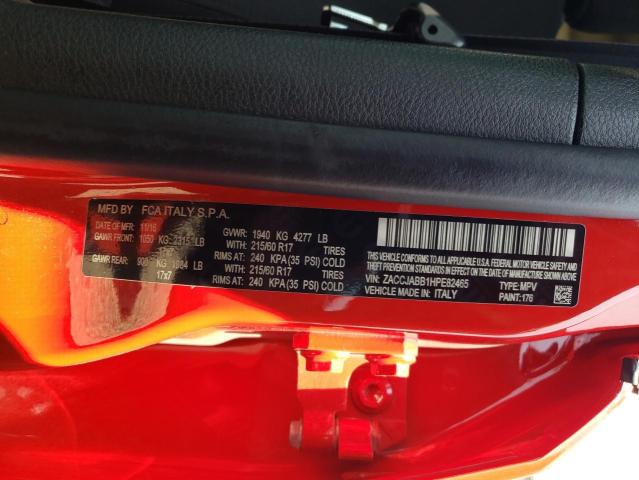 MFD BY FCA ITALY S.P.A.
DATE OF MFD: 11/16 GVWR: 1940 KG 4277 LB
GAWR FRONT: 1050 KG 2315 LB WITH 215/60 R17 TIRES
RIMS AT: 240 KPA (35 PSI) COLD
GAWR REAR: 900 KG 1984 LB WITH 215/60 R17 TIRES
17x7 RIMS AT: 240 KPA (35 PSI) COLD
THIS VEHICLE CONFORMS TO ALL APPLICABLE U.S.A. FEDERAL MOTOR VEHICLE
SAFETY, BUMPER, AND THEFT PREVENTION STANDARDS IN EFFECT ON THE DATE OF MANUFACTURE SHOWN ABOVE
VIN: ZACCJABB1HPE82465 TYPE: MPV
VEHICLE MADE IN: ITALY PAINT: 176